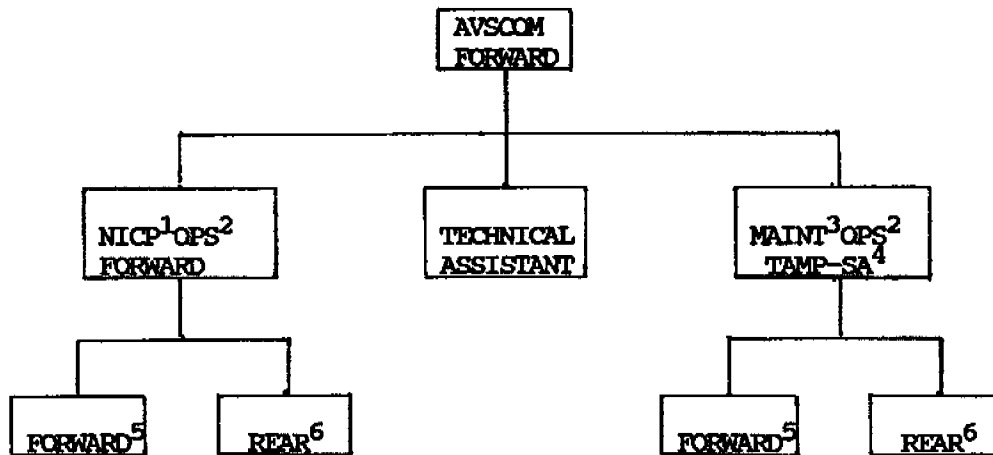 AVSCOM
FORWARD
NICP¹OPS²
FORWARD
TECHNICAL
ASSISTANT
MAINT³OPS²
TAMP-SA⁴
FORWARD⁵
REAR⁶
FORWARD⁵
REAR⁶